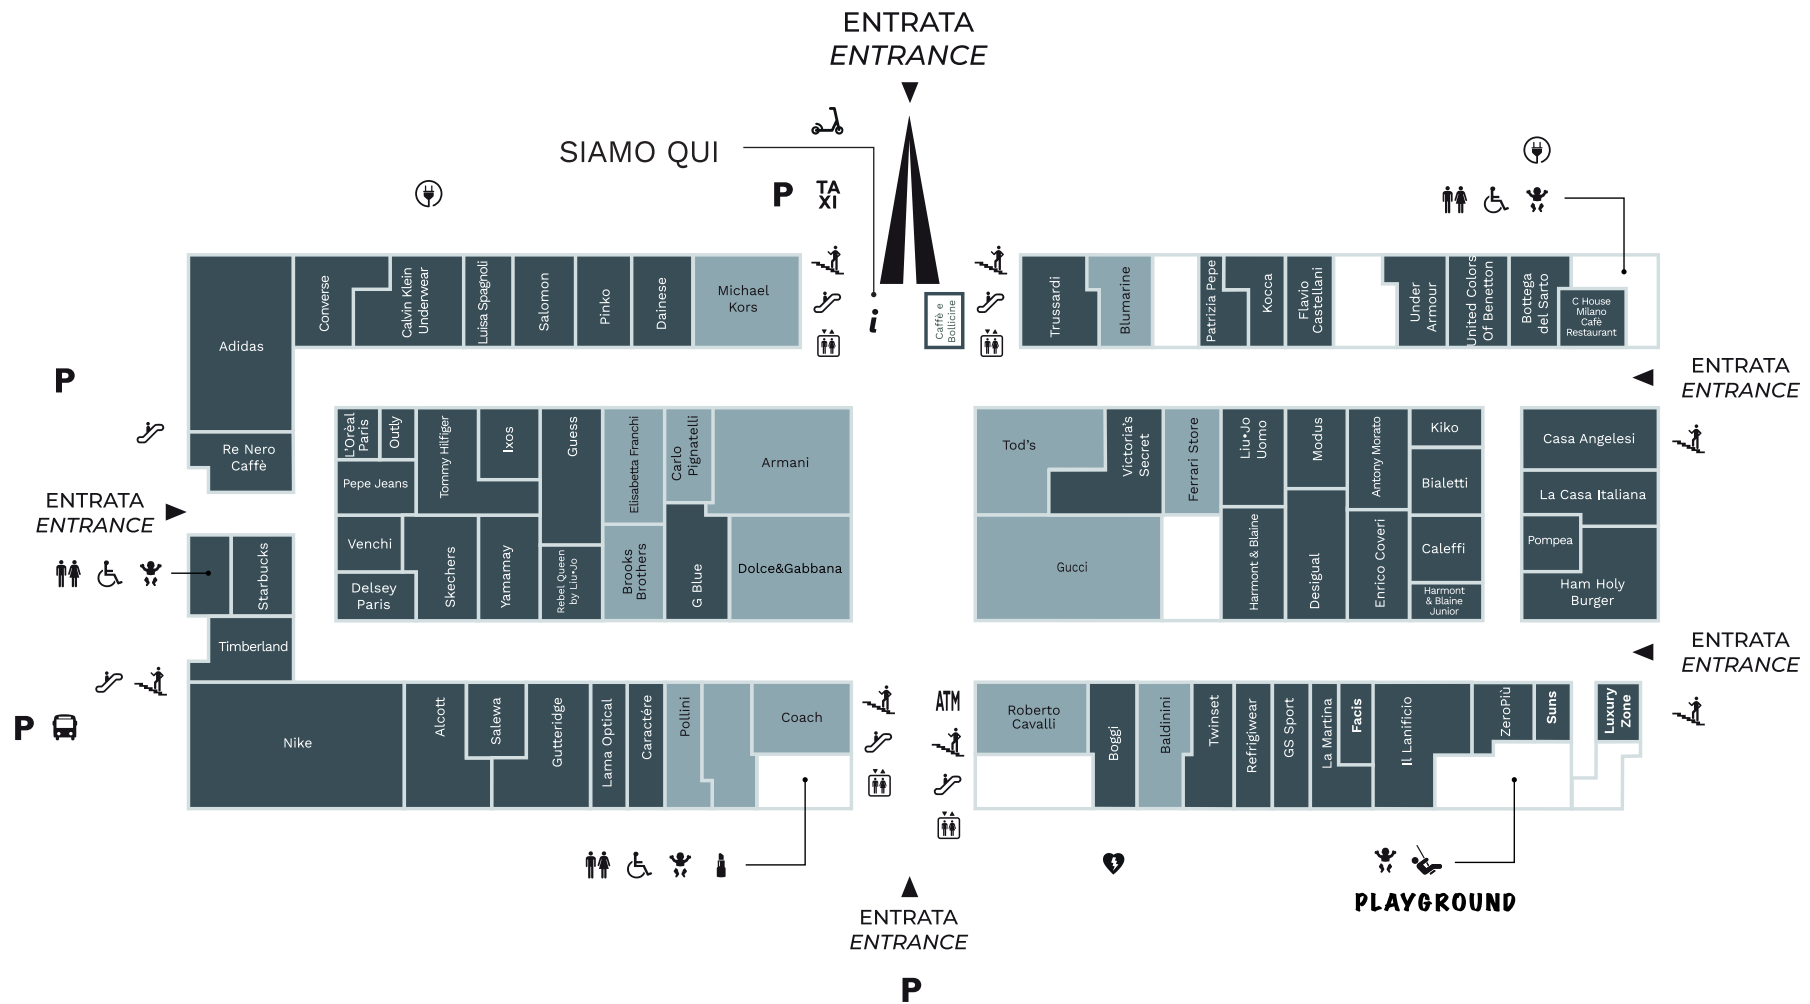 ENTRATA
ENTRANCE
SIAMO QUI
P
TA
XI
Adidas
Converse
Calvin Klein
Underwear
Luisa Spagnoli
Salomon
Pinko
Dainese
Michael
Kors
i
Caffè e
Bollicine
Trussardi
Blumarine
Patrizia Pepe
Kocca
Flavio
Castellani
Under
Armour
United Colors
Of Benetton
Bottega
del Sarto
C House
Milano
Cafè
Restaurant
P
ENTRATA
ENTRANCE
Re Nero
Caffè
L'Orèal
Paris
Outly
Tommy Hilfiger
Ixos
Guess
Elisabetta Franchi
Carlo
Pignatelli
Armani
Pepe Jeans
Tod's
Victoria's
Secret
Ferrari Store
Liu•Jo
Uomo
Modus
Antony Morato
Kiko
Bialetti
Casa Angelesi
La Casa Italiana
ENTRATA
ENTRANCE
Starbucks
Venchi
Delsey
Paris
Skechers
Yamamay
Rebel Queen
by Liu•Jo
Brooks
Brothers
G Blue
Dolce&Gabbana
Gucci
Harmont & Blaine
Desigual
Enrico Coveri
Caleffi
Harmont
& Blaine
Junior
Pompea
Ham Holy
Burger
Timberland
ENTRATA
ENTRANCE
P
Nike
Alcott
Salewa
Gutteridge
Lama Optical
Caractére
Pollini
Coach
ATM
Roberto
Cavalli
Boggi
Baldinini
Twinset
Refrigiwear
GS Sport
La Martina
Facis
Il Lanificio
ZeroPiù
Suns
Luxury
Zone
PLAYGROUND
ENTRATA
ENTRANCE
P